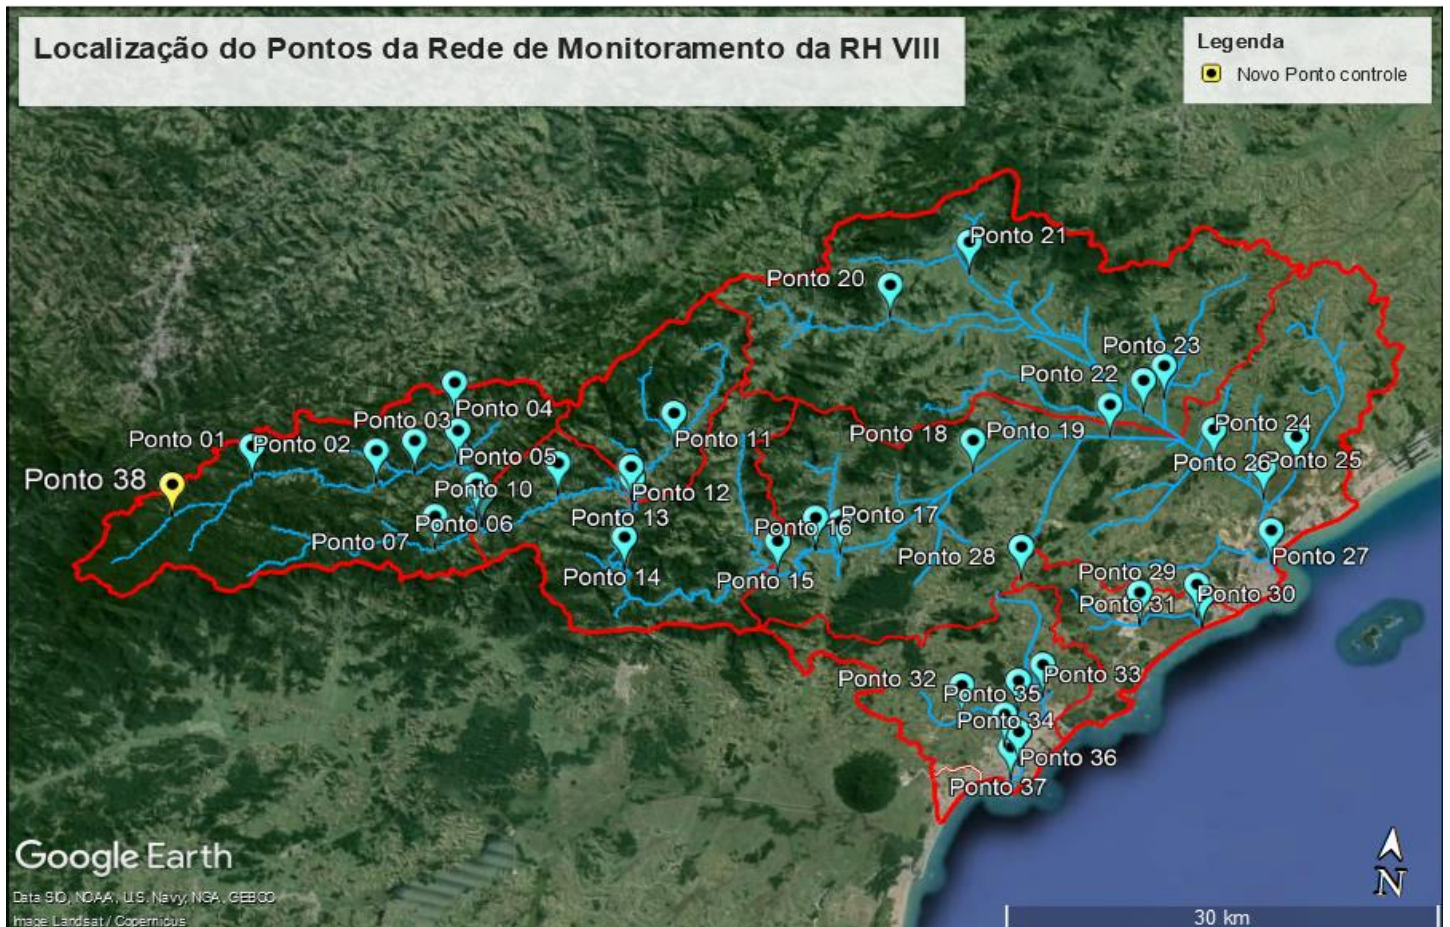 Localização do Pontos da Rede de Monitoramento da RH VIII
Legenda
Novo Ponto controle
Ponto 21
Ponto 20
Ponto 23
Ponto 22
Ponto 04
Ponto 03
Ponto 01
Ponto 02
Ponto 11
Ponto 18
Ponto 19
Ponto 24
Ponto 05
Ponto 26
Ponto 25
Ponto 38
Ponto 10
Ponto 12
Ponto 06
Ponto 13
Ponto 16
Ponto 17
Ponto 07
Ponto 28
Ponto 27
Ponto 14
Ponto 15
Ponto 29
Ponto 30
Ponto 31
Ponto 32
Ponto 33
Ponto 35
Ponto 34
Ponto 36
Ponto 37
Google Earth
Data SIO, NOAA, U.S. Navy, NGA, GEBCO
Image Landsat / Copernicus
N
30 km